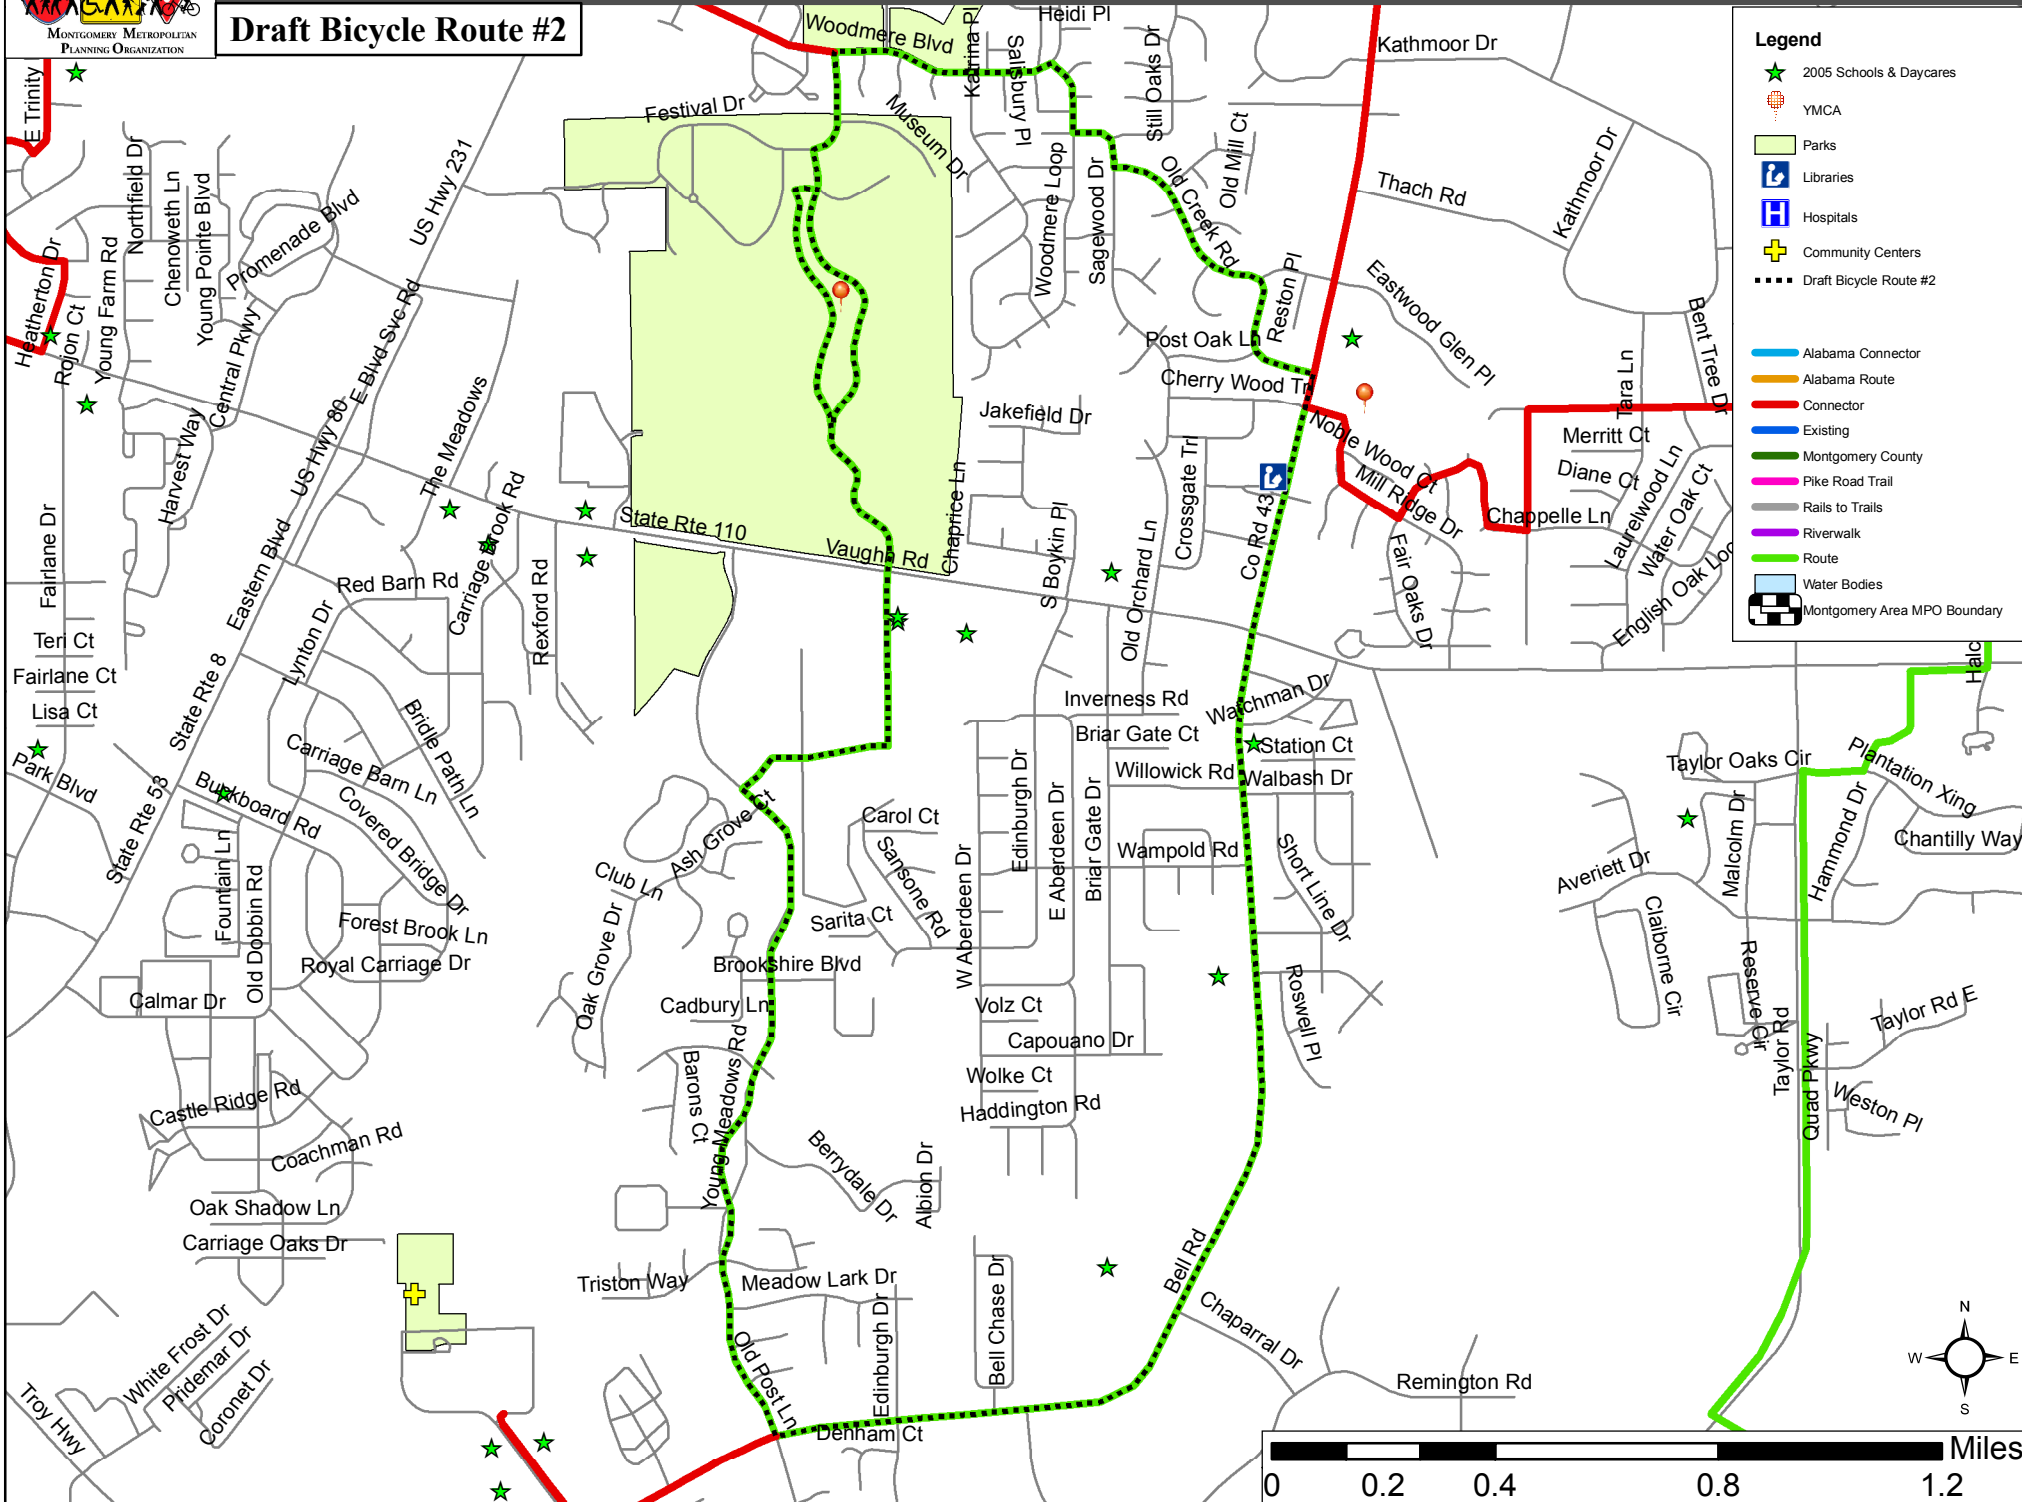 MONTGOMERY METROPOLITAN
PLANNING ORGANIZATION
Draft Bicycle Route #2
Legend
2005 Schools & Daycares
YMCA
Parks
Libraries
Hospitals
Community Centers
Draft Bicycle Route #2
Alabama Connector
Alabama Route
Connector
Existing
Montgomery County
Pike Road Trail
Rails to Trails
Riverwalk
Route
Water Bodies
Montgomery Area MPO Boundary
Woodmere Blvd
Heidi Pl
Katrina Pl
Salisbury Pl
Still Oaks Dr
Kathmoor Dr
E Trinity
Festival Dr
Museum Dr
Old Mill Ct
Kathmoor Dr
Northfield Dr
Chenoweth Ln
Young Pointe Blvd
Promenade Blvd
US Hwy 231
Woodmere Loop
Sagewood Dr
Old Creek Rd
Thach Rd
Heatherton Dr
Rojon Ct
Young Farm Rd
Central Pkwy
E Blvd Svc Rd
Reston Pl
Eastwood Glen Pl
Post Oak Ln
Bent Tree Dr
Tara Ln
Cherry Wood Trl
Harvest Way
US Hwy 80
The Meadows
Jakefield Dr
Noble Wood Ct
Merritt Ct
Diane Ct
Laurelwood Ln
Water Oak Ct
Mill Ridge Dr
Chappelle Ln
Crossgate Trl
Co Rd 43
Fairlane Dr
Eastern Blvd
Carriage Brook Rd
State Rte 110
Vaughn Rd
Chaprice Ln
S Boykin Pl
Old Orchard Ln
Fair Oaks Dr
English Oak Loo
Red Barn Rd
Rexford Rd
Teri Ct
Fairlane Ct
Lisa Ct
Lynton Dr
State Rte 8
Bridle Path Ln
Inverness Rd
Watchman Dr
Briar Gate Ct
Station Ct
Willowick Rd
Walbash Dr
Halc
Plantation Xing
Taylor Oaks Cir
Park Blvd
State Rte 53
Buckboard Rd
Carriage Barn Ln
Covered Bridge Dr
Ash Grove Ct
Club Ln
Carol Ct
Sansone Rd
Edinburgh Dr
E Aberdeen Dr
Briar Gate Dr
Wampold Rd
Short Line Dr
Averiett Dr
Malcolm Dr
Hammond Dr
Chantilly Way
Fountain Ln
Old Dobbin Rd
Forest Brook Ln
Royal Carriage Dr
Oak Grove Dr
Sarita Ct
W Aberdeen Dr
Brookshire Blvd
Cadbury Ln
Calmar Dr
Volz Ct
Capouano Dr
Roswell Pl
Claiborne Cir
Reserve Cir
Taylor Rd
Quad Pkwy
Taylor Rd E
Weston Pl
Barons Ct
Young Meadows Rd
Wolke Ct
Haddington Rd
Castle Ridge Rd
Coachman Rd
Berrydale Dr
Albion Dr
Oak Shadow Ln
Carriage Oaks Dr
Triston Way
Meadow Lark Dr
Edinburgh Dr
Bell Chase Dr
Bell Rd
Chaparral Dr
Remington Rd
White Frost Dr
Pridemar Dr
Coronet Dr
Troy Hwy
Old Post Ln
Denham Ct
N
W E
S
Miles
0 0.2 0.4 0.8 1.2